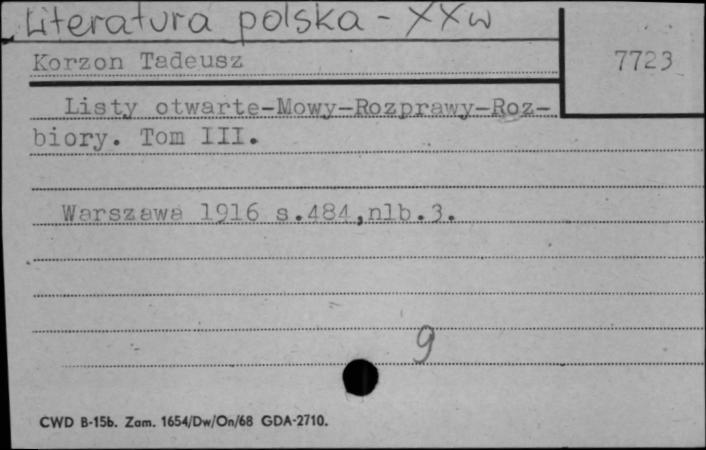 Literatura polska - XXw
Korzon Tadeusz
7723
Listy otwarte-Mowy-Rozprawy-Roz-
biory. Tom III.
Warszawa 1916 s.484,nlb.3.
9
CWD B-15b. Zam. 1654/Dw/On/68 GDA-2710.